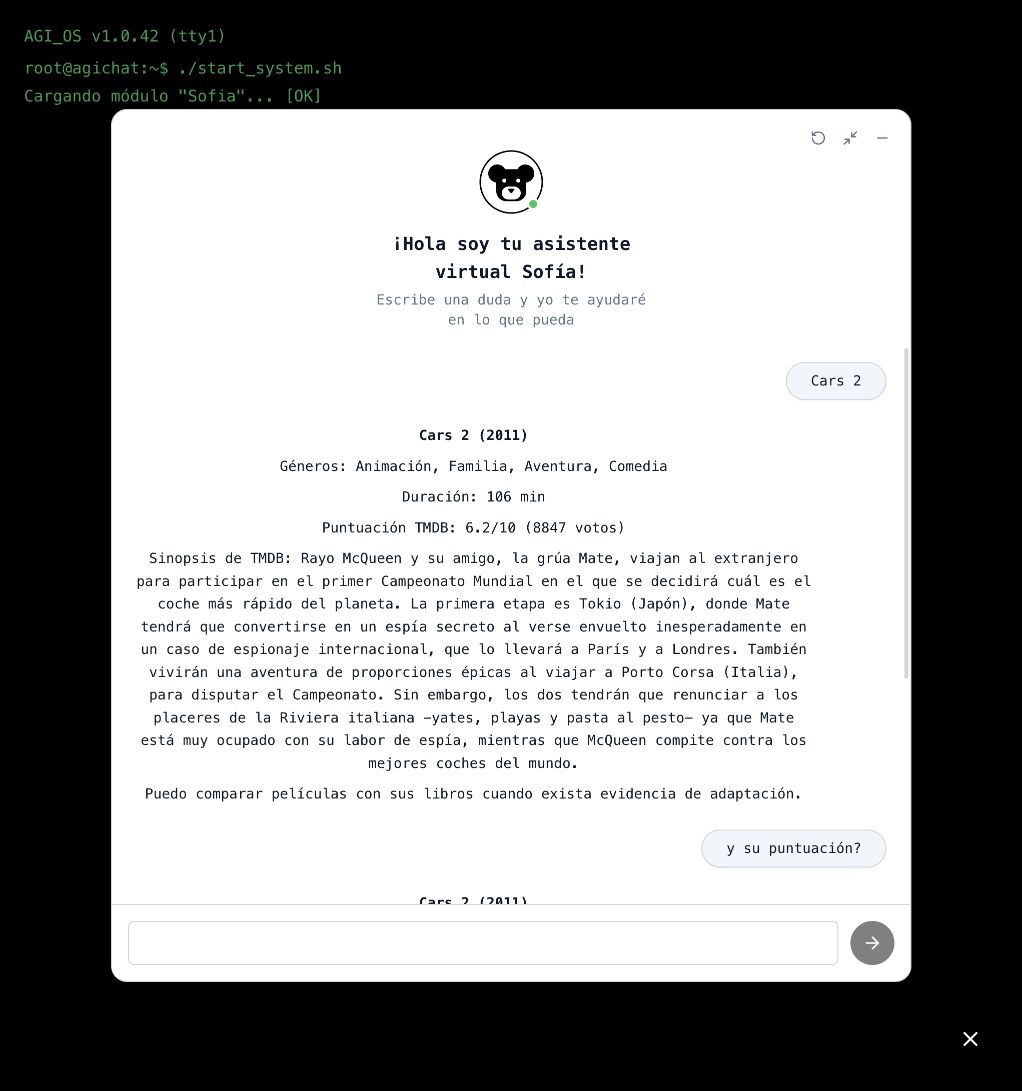 AGI_OS v1.0.42 (tty1)
root@agichat:~$ ./start_system.sh
Cargando módulo "Sofia"... [OK]
¡Hola soy tu asistente
virtual Sofía!
Escribe una duda y yo te ayudaré
en lo que pueda
Cars 2
Cars 2 (2011)
Géneros: Animación, Familia, Aventura, Comedia
Duración: 106 min
Puntuación TMDB: 6.2/10 (8847 votos)
Sinopsis de TMDB: Rayo McQueen y su amigo, la grúa Mate, viajan al extranjero
para participar en el primer Campeonato Mundial en el que se decidirá cuál es el
coche más rápido del planeta. La primera etapa es Tokio (Japón), donde Mate
tendrá que convertirse en un espía secreto al verse envuelto inesperadamente en
un caso de espionaje internacional, que lo llevará a París y a Londres. También
vivirán una aventura de proporciones épicas al viajar a Porto Corsa (Italia),
para disputar el Campeonato. Sin embargo, los dos tendrán que renunciar a los
placeres de la Riviera italiana –yates, playas y pasta al pesto– ya que Mate
está muy ocupado con su labor de espía, mientras que McQueen compite contra los
mejores coches del mundo.
Puedo comparar películas con sus libros cuando exista evidencia de adaptación.
y su puntuación?
Cars 2 (2011)